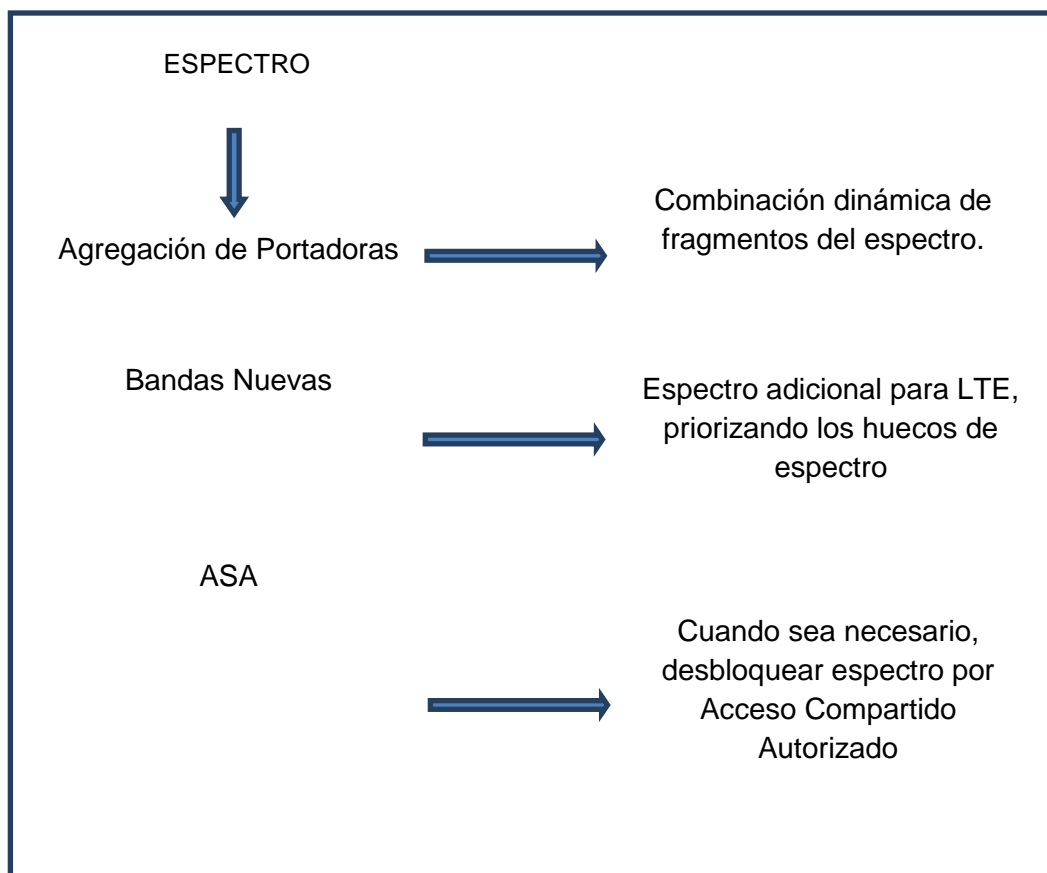 ESPECTRO
Agregación de Portadoras
Combinación dinámica de
fragmentos del espectro.
Bandas Nuevas
Espectro adicional para LTE,
priorizando los huecos de
espectro
ASA
Cuando sea necesario,
desbloquear espectro por
Acceso Compartido
Autorizado